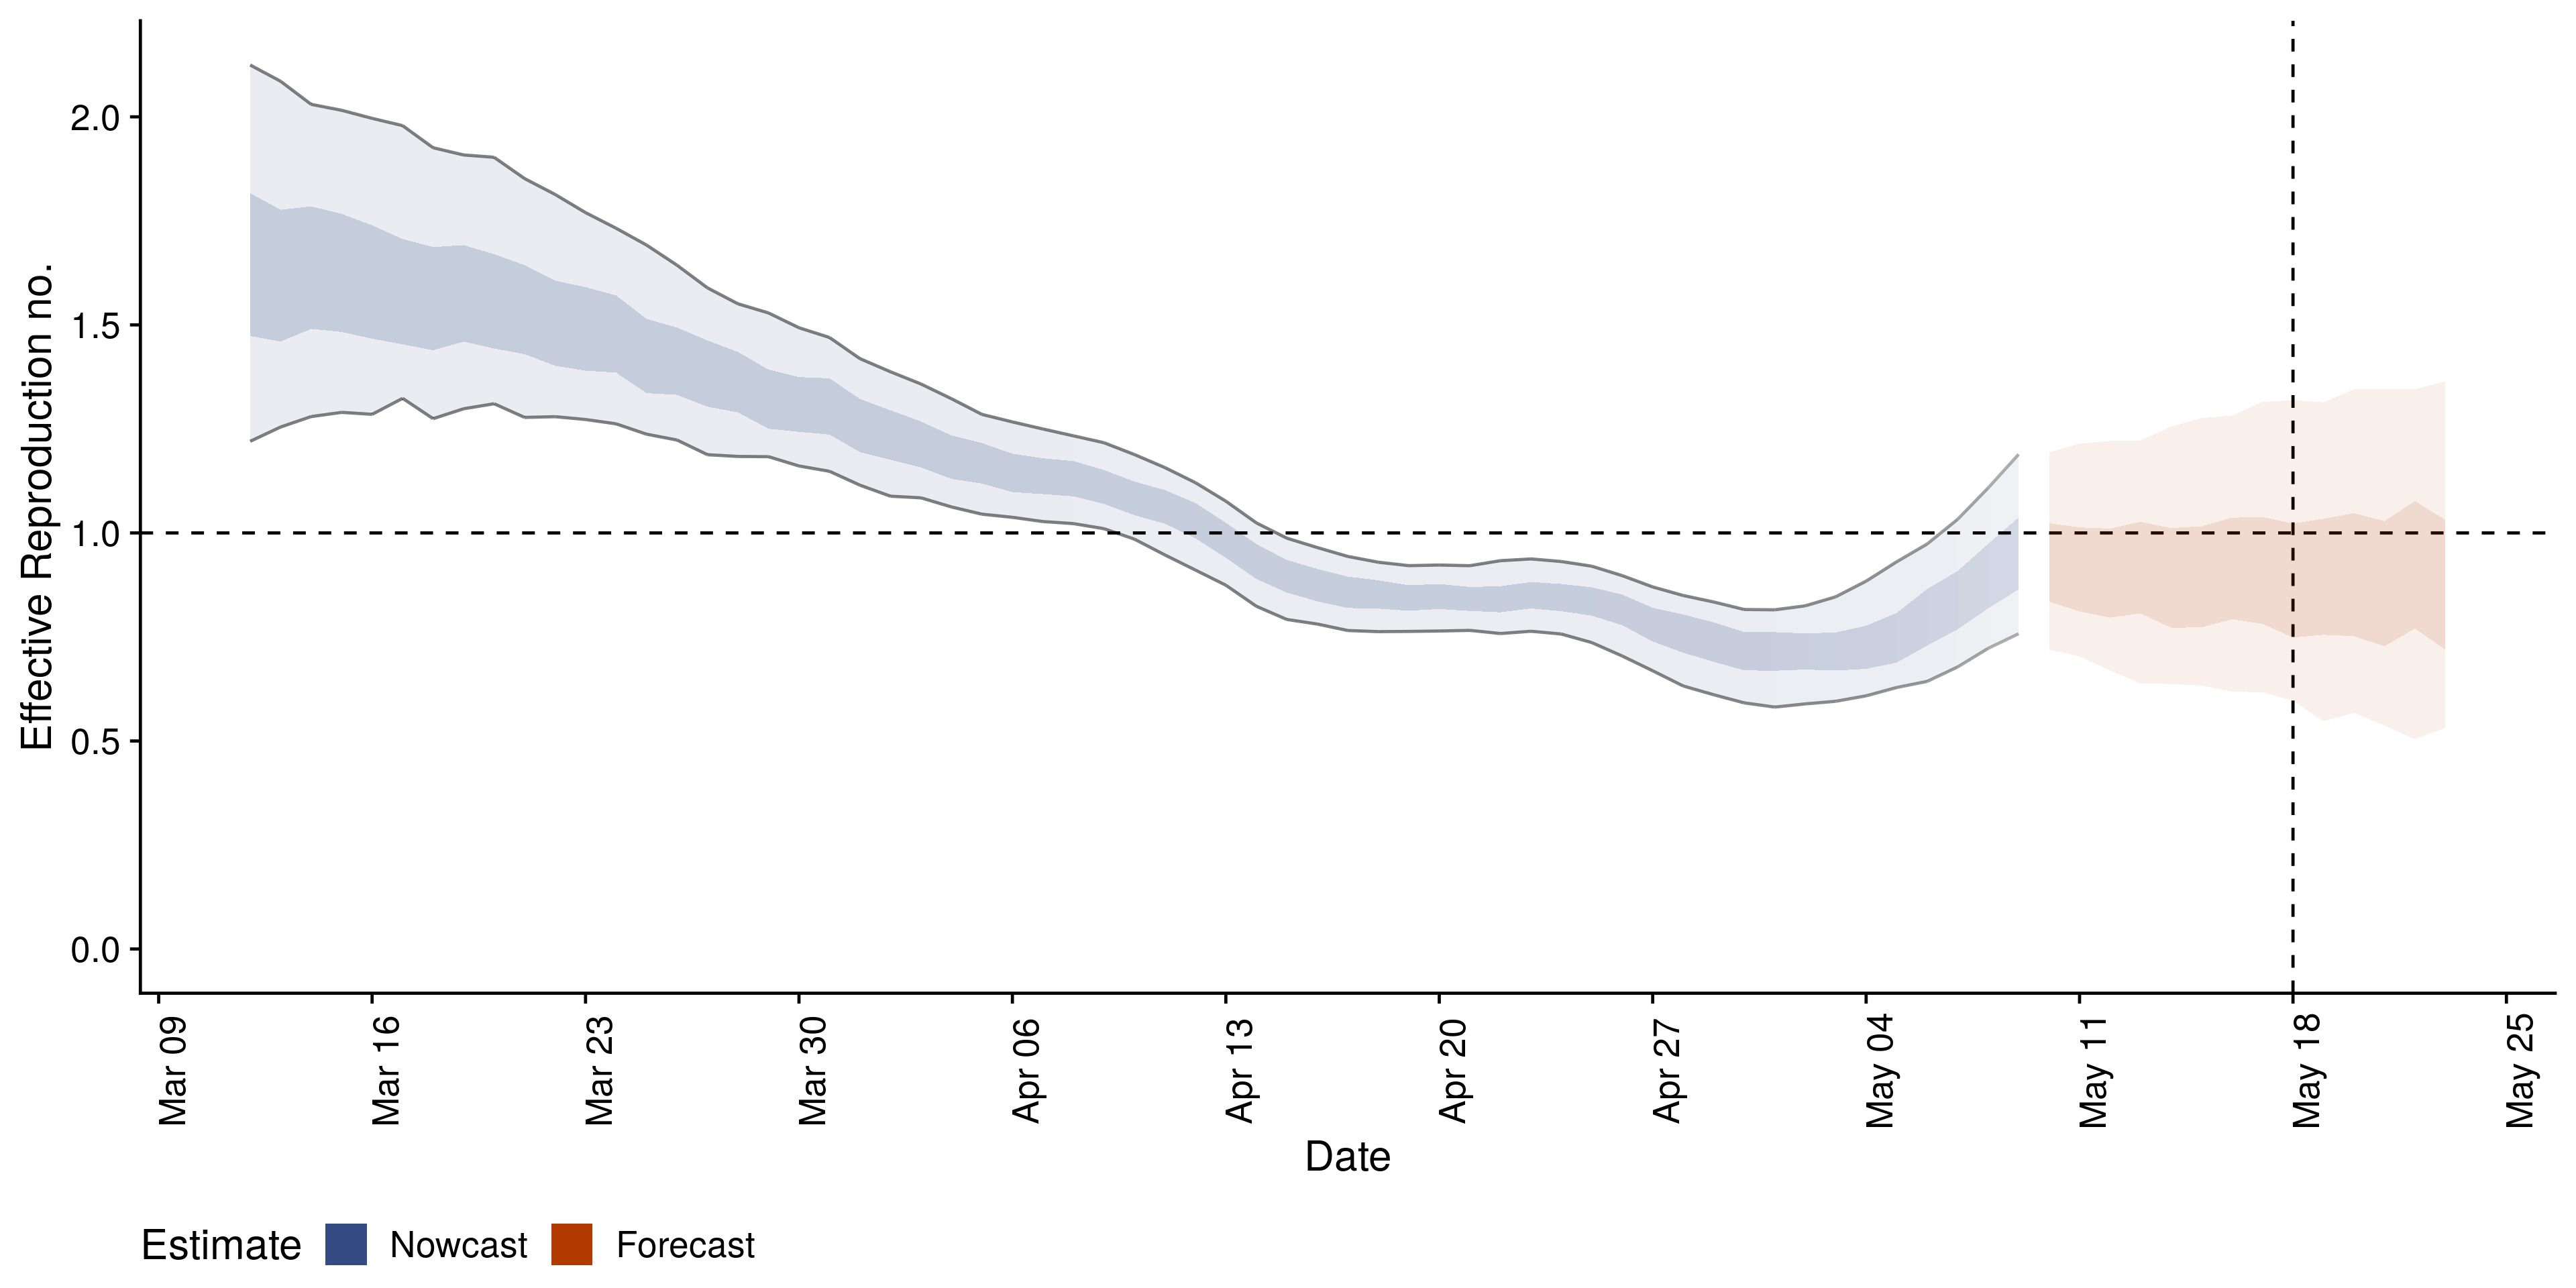 Effective Reproduction no.
2.0
1.5
1.0
0.5
0.0
Mar 09
Mar 16
Mar 23
Mar 30
Apr 06
Apr 13
Apr 20
Apr 27
May 04
May 11
May 18
May 25
Date
Estimate Nowcast Forecast